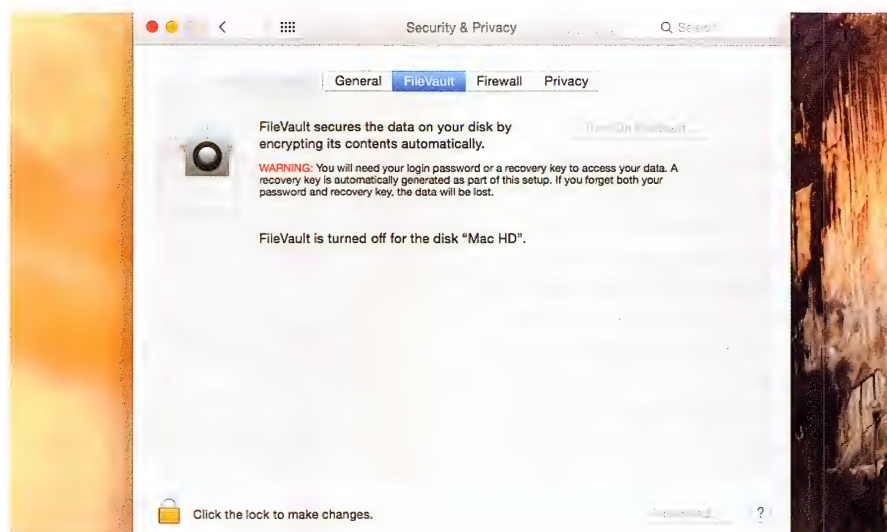 Security & Privacy
General FileVault Firewall Privacy
FileVault secures the data on your disk by
encrypting its contents automatically.
WARNING: You will need your login password or a recovery key to access your data. A
recovery key is automatically generated as part of this setup. If you forget both your
password and recovery key, the data will be lost.
FileVault is turned off for the disk “Mac HD”.
Click the lock to make changes.
?